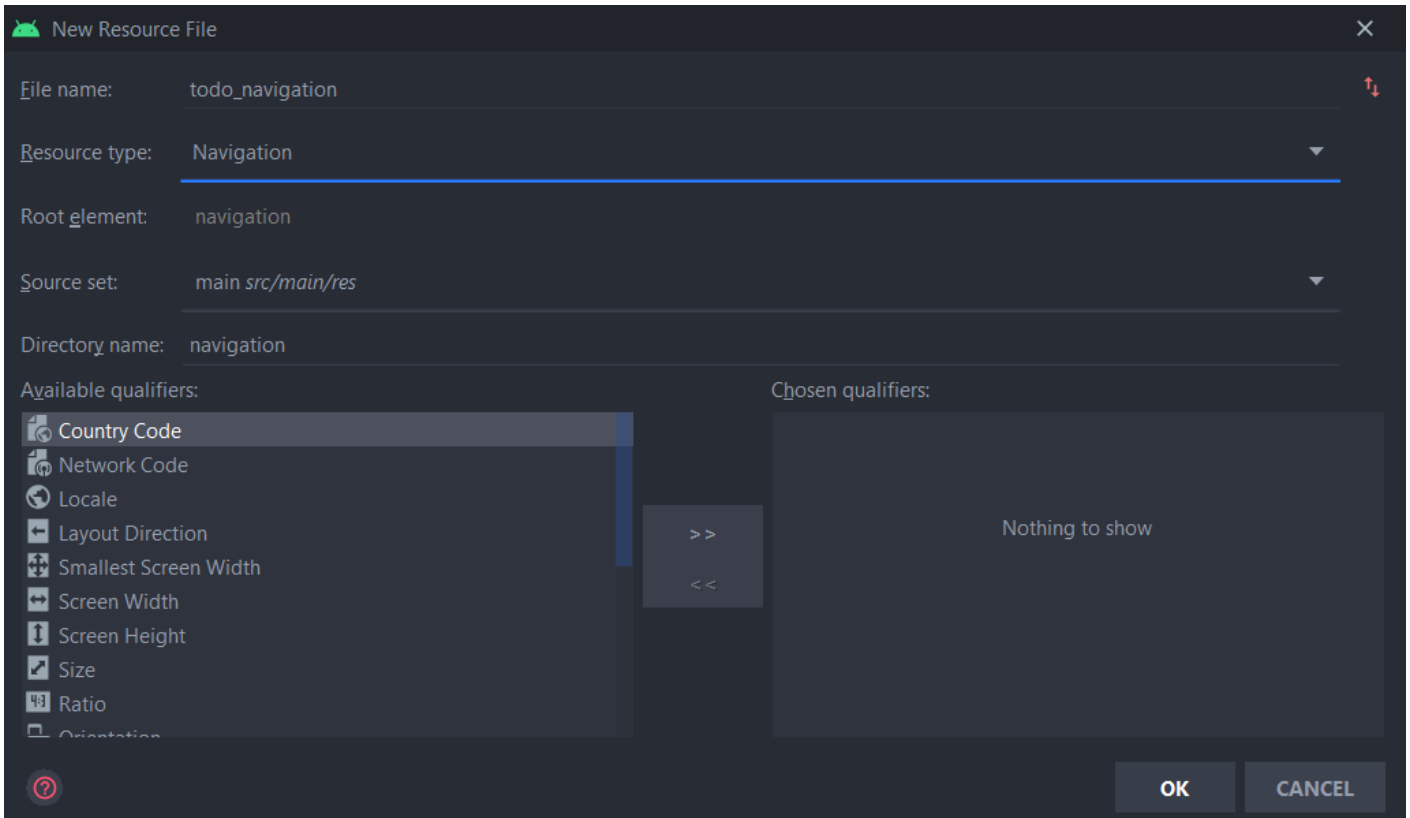 New Resource File
File name: todo_navigation
Resource type: Navigation
Root element: navigation
Source set: main src/main/res
Directory name: navigation
Available qualifiers:
Chosen qualifiers:
Country Code
Network Code
Locale
Layout Direction
Smallest Screen Width
Screen Width
Screen Height
Size
Ratio
Orientation
>>
<<
Nothing to show
OK
CANCEL